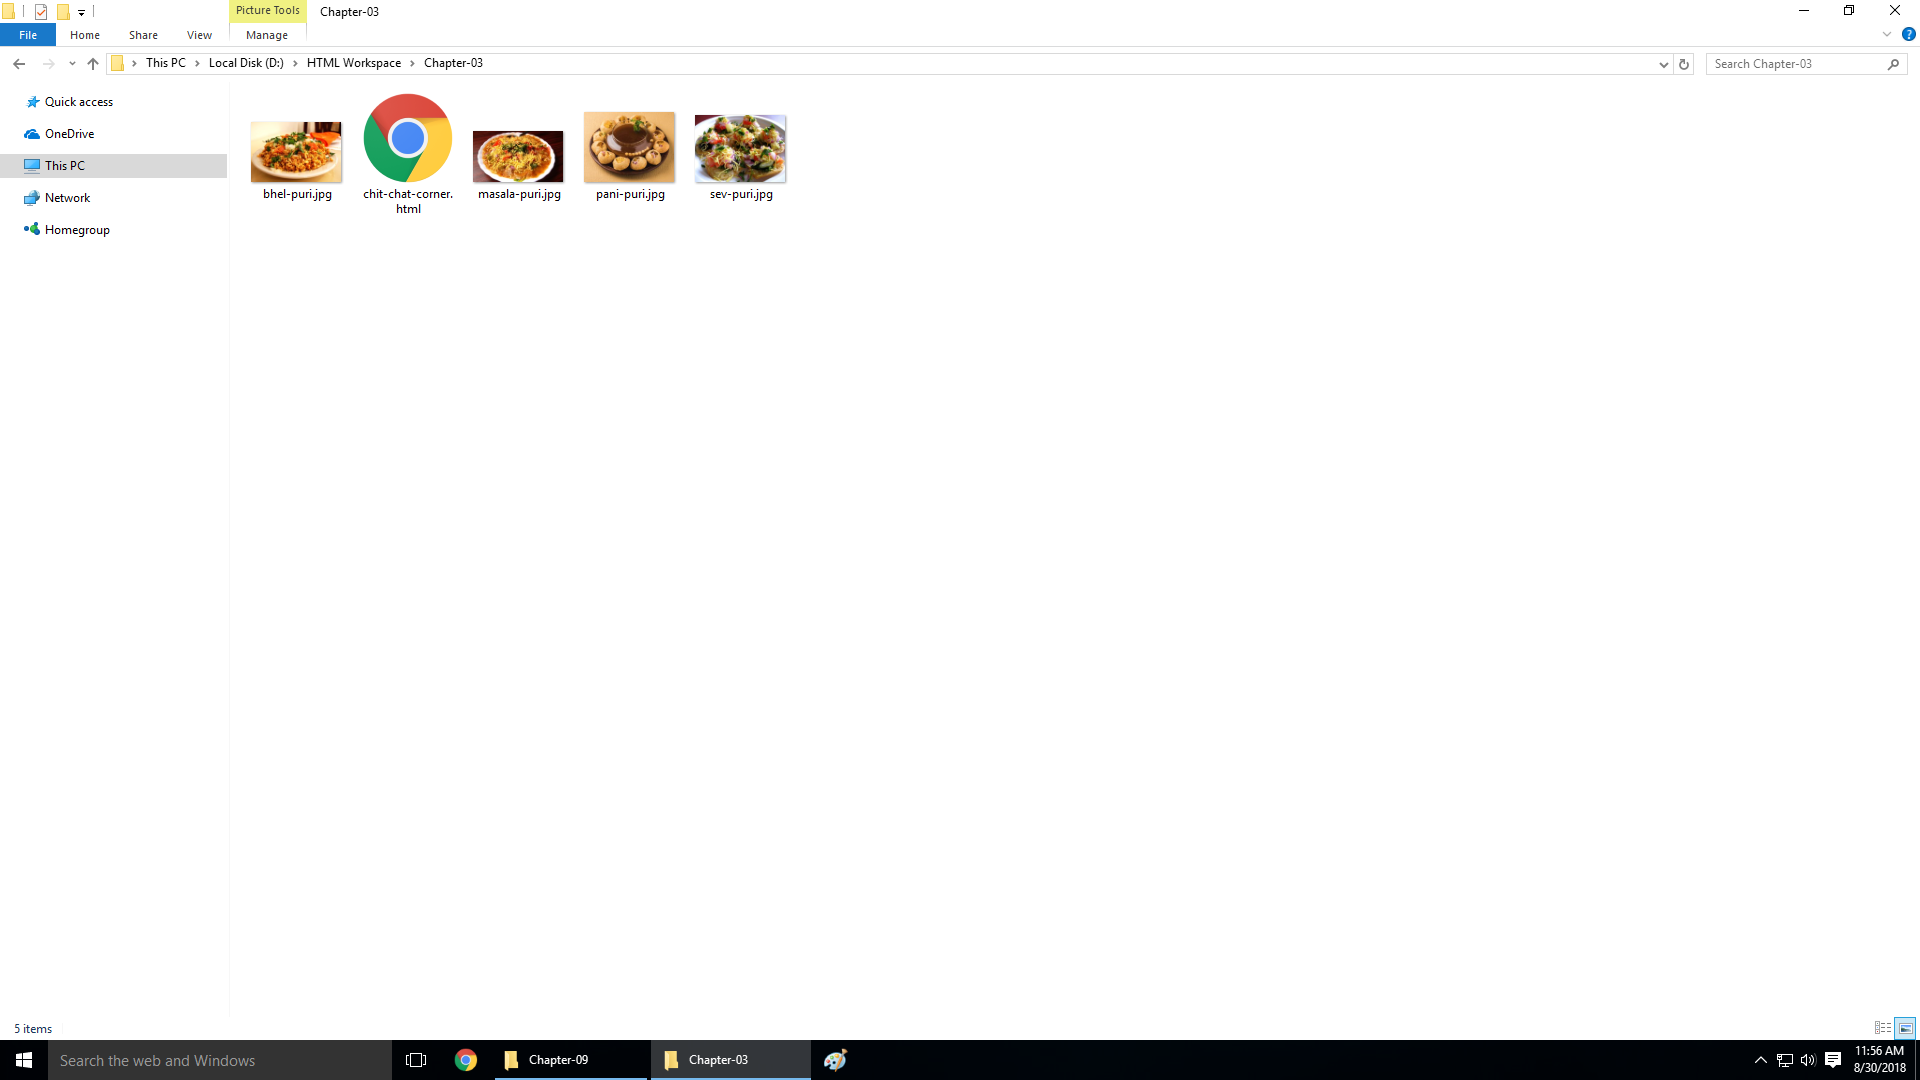 Picture Tools
Chapter-03
File
Home
Share
View
Manage
?
This PC
Local Disk (D:)
HTML Workspace
Chapter-03
Search Chapter-03
Quick access
OneDrive
This PC
Network
Homegroup
bhel-puri.jpg
chit-chat-corner.
html
masala-puri.jpg
pani-puri.jpg
sev-puri.jpg
5 items
Search the web and Windows
Chapter-09
Chapter-03
11:56 AM
8/30/2018